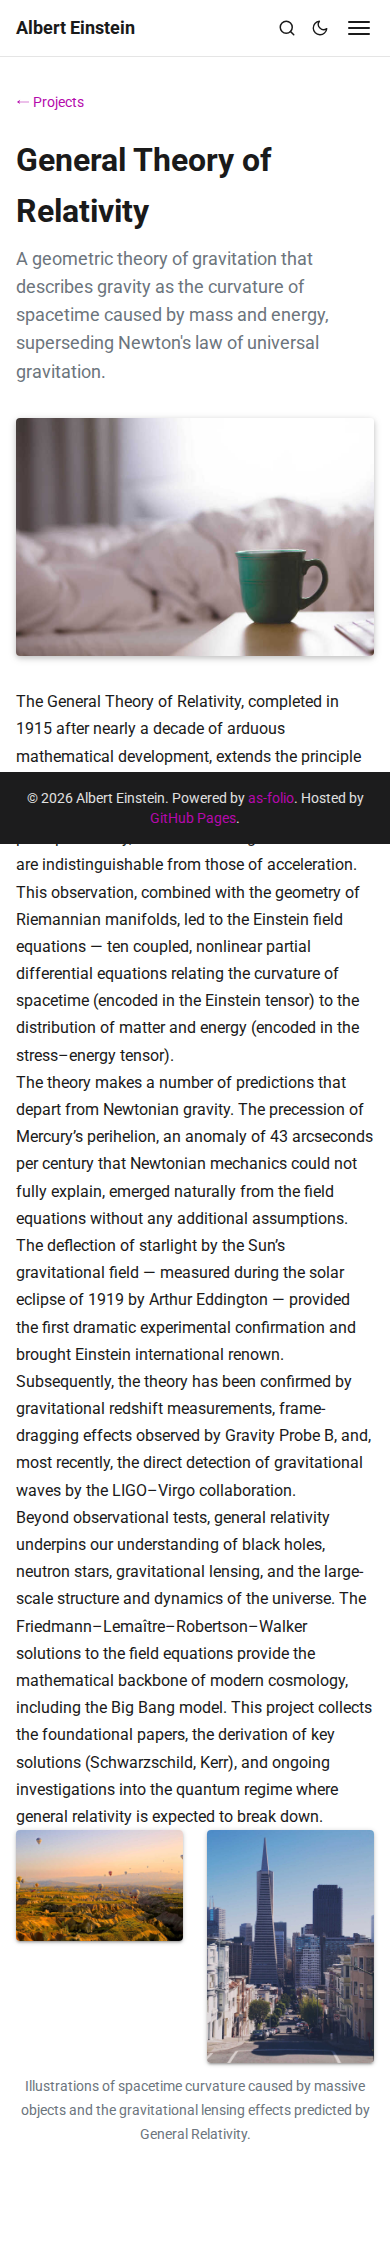 Albert Einstein
← Projects
General Theory of
Relativity
A geometric theory of gravitation that
describes gravity as the curvature of
spacetime caused by mass and energy,
superseding Newton's law of universal
gravitation.
The General Theory of Relativity, completed in
1915 after nearly a decade of arduous
mathematical development, extends the principle
© 2026 Albert Einstein. Powered by as-folio. Hosted by
GitHub Pages.
are indistinguishable from those of acceleration.
This observation, combined with the geometry of
Riemannian manifolds, led to the Einstein field
equations — ten coupled, nonlinear partial
differential equations relating the curvature of
spacetime (encoded in the Einstein tensor) to the
distribution of matter and energy (encoded in the
stress–energy tensor).
The theory makes a number of predictions that
depart from Newtonian gravity. The precession of
Mercury’s perihelion, an anomaly of 43 arcseconds
per century that Newtonian mechanics could not
fully explain, emerged naturally from the field
equations without any additional assumptions.
The deflection of starlight by the Sun’s
gravitational field — measured during the solar
eclipse of 1919 by Arthur Eddington — provided
the first dramatic experimental confirmation and
brought Einstein international renown.
Subsequently, the theory has been confirmed by
gravitational redshift measurements, frame-
dragging effects observed by Gravity Probe B, and,
most recently, the direct detection of gravitational
waves by the LIGO–Virgo collaboration.
Beyond observational tests, general relativity
underpins our understanding of black holes,
neutron stars, gravitational lensing, and the large-
scale structure and dynamics of the universe. The
Friedmann–Lemaître–Robertson–Walker
solutions to the field equations provide the
mathematical backbone of modern cosmology,
including the Big Bang model. This project collects
the foundational papers, the derivation of key
solutions (Schwarzschild, Kerr), and ongoing
investigations into the quantum regime where
general relativity is expected to break down.
Illustrations of spacetime curvature caused by massive
objects and the gravitational lensing effects predicted by
General Relativity.